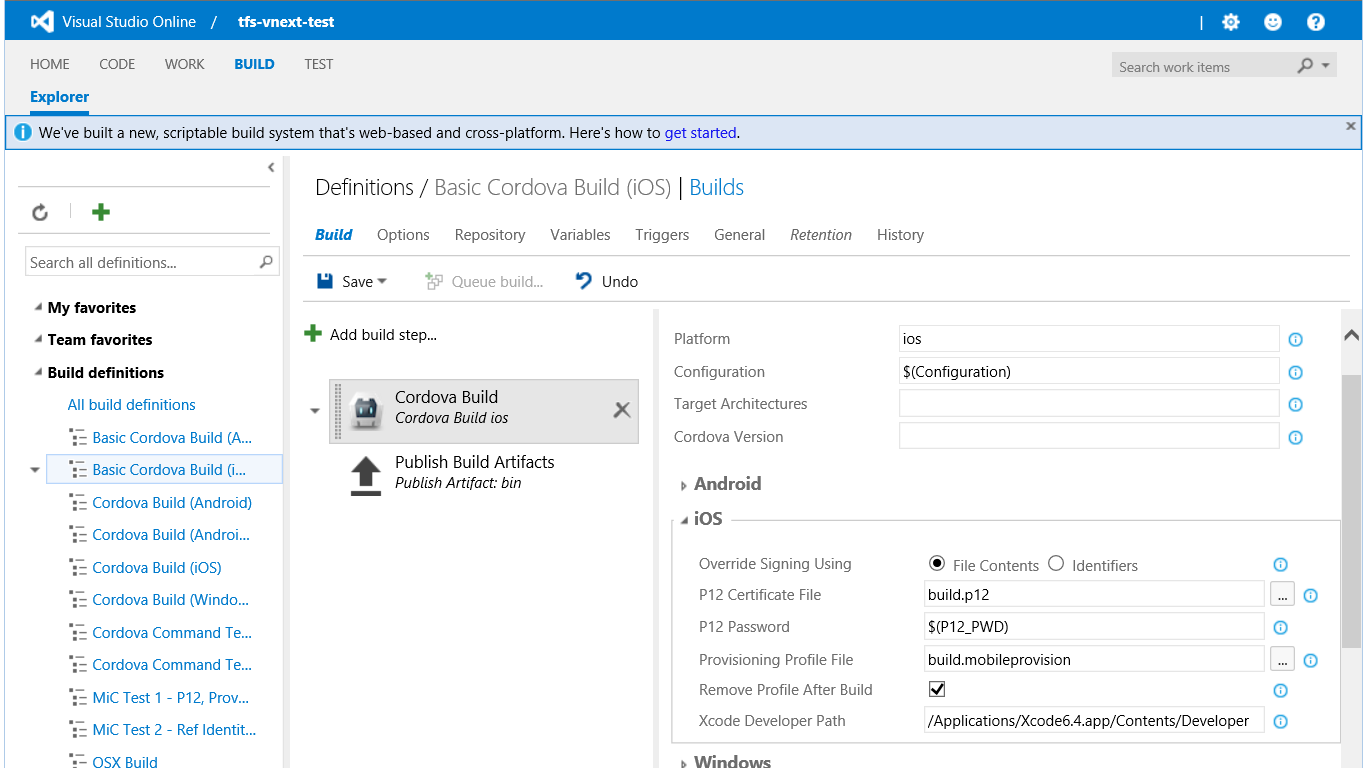 Visual Studio Online / tfs-vnext-test |
HOME CODE WORK BUILD TEST
Search work items
Explorer
We've built a new, scriptable build system that's web-based and cross-platform. Here's how to get started.
Definitions / Basic Cordova Build (iOS) | Builds
Build Options Repository Variables Triggers General Retention History
Search all definitions...
Save Queue build... Undo
My favorites
Team favorites
Build definitions
All build definitions
Basic Cordova Build (A...
Basic Cordova Build (i...
Cordova Build (Android)
Cordova Build (Androi...
Cordova Build (iOS)
Cordova Build (Windo...
Cordova Command Te...
Cordova Command Te...
MiC Test 1 - P12, Prov...
MiC Test 2 - Ref Identit...
OSX Build
Add build step...
Cordova Build
Cordova Build ios
Publish Build Artifacts
Publish Artifact: bin
Platform ios
Configuration $(Configuration)
Target Architectures
Cordova Version
Android
iOS
Override Signing Using File Contents Identifiers
P12 Certificate File build.p12 ...
P12 Password $(P12_PWD)
Provisioning Profile File build.mobileprovision ...
Remove Profile After Build
Xcode Developer Path /Applications/Xcode6.4.app/Contents/Developer
Windows